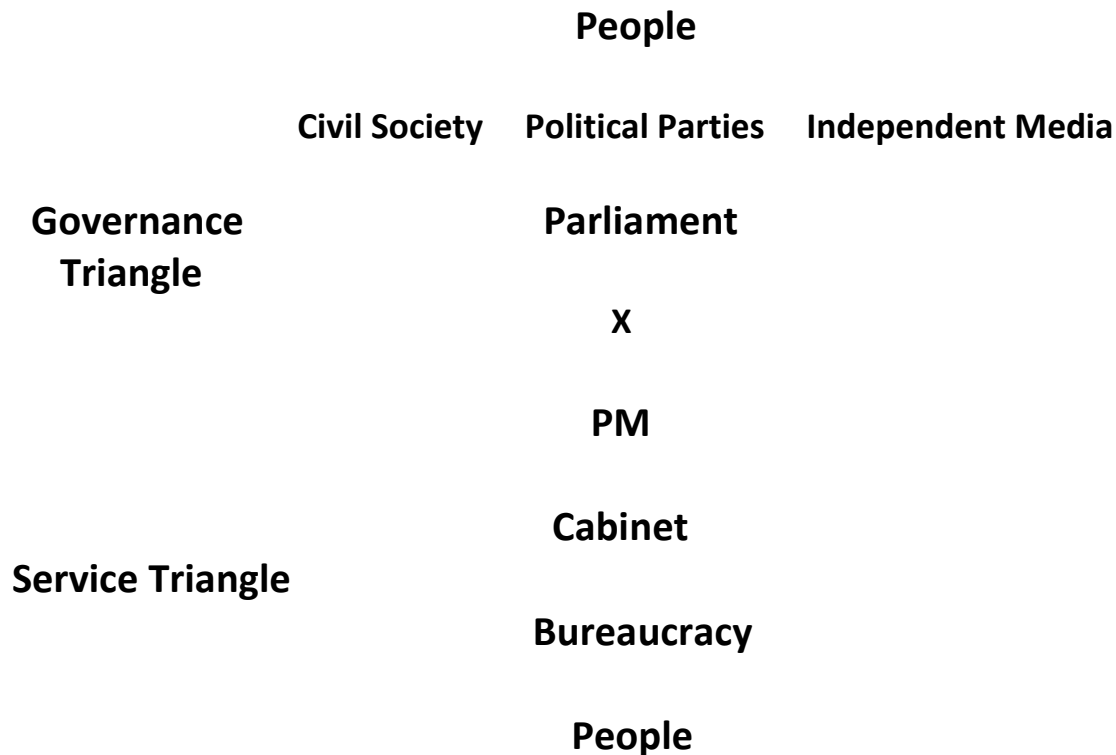 People
Civil Society Political Parties Independent Media
Governance Triangle
Parliament
X
PM
Cabinet
Service Triangle
Bureaucracy
People